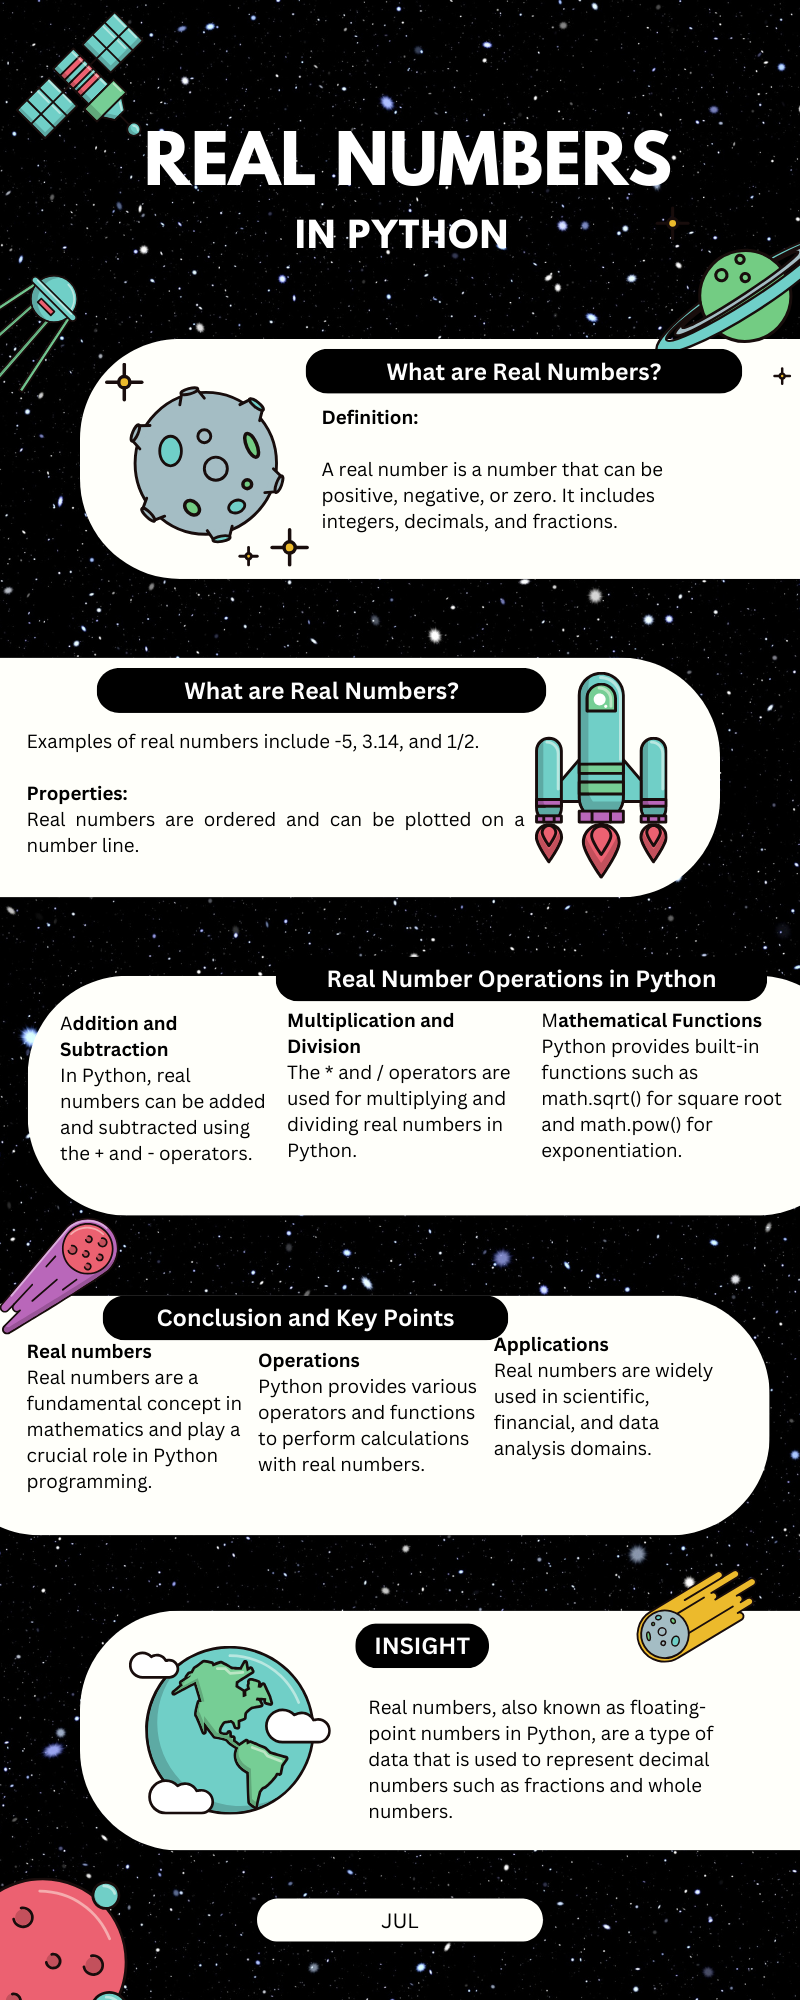 REAL NUMBERS
IN PYTHON
What are Real Numbers?
Definition:
A real number is a number that can be
positive, negative, or zero. It includes
integers, decimals, and fractions.
What are Real Numbers?
Examples of real numbers include -5, 3.14, and 1/2.
Properties:
Real numbers are ordered and can be plotted on a
number line.
Real Number Operations in Python
Addition and
Subtraction
In Python, real
numbers can be added
and subtracted using
the + and - operators.
Multiplication and
Division
The * and / operators are
used for multiplying and
dividing real numbers in
Python.
Mathematical Functions
Python provides built-in
functions such as
math.sqrt() for square root
and math.pow() for
exponentiation.
Conclusion and Key Points
Real numbers
Real numbers are a
fundamental concept in
mathematics and play a
crucial role in Python
programming.
Operations
Python provides various
operators and functions
to perform calculations
with real numbers.
Applications
Real numbers are widely
used in scientific,
financial, and data
analysis domains.
INSIGHT
Real numbers, also known as floating-
point numbers in Python, are a type of
data that is used to represent decimal
numbers such as fractions and whole
numbers.
JUL